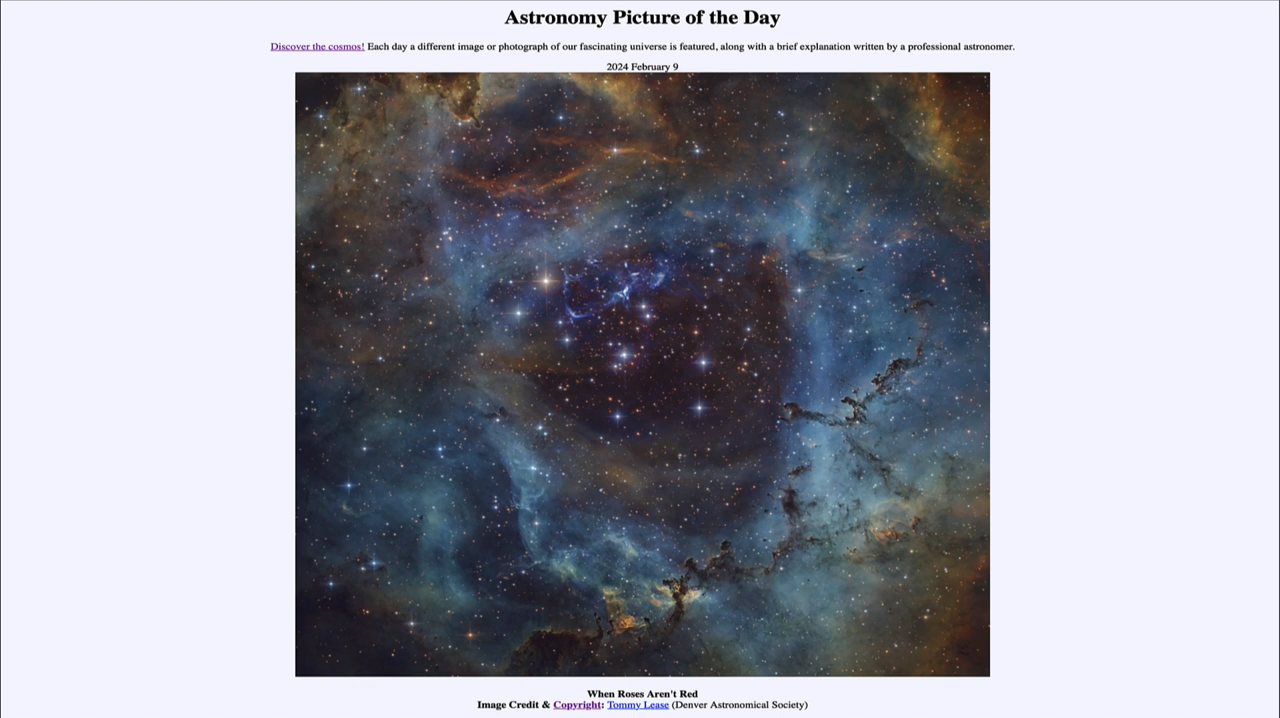 Astronomy Picture of the Day
Discover the cosmos! Each day a different image or photograph of our fascinating universe is featured, along with a brief explanation written by a professional astronomer.
2024 February 9
When Roses Aren't Red
Image Credit & Copyright: Tommy Lease (Denver Astronomical Society)